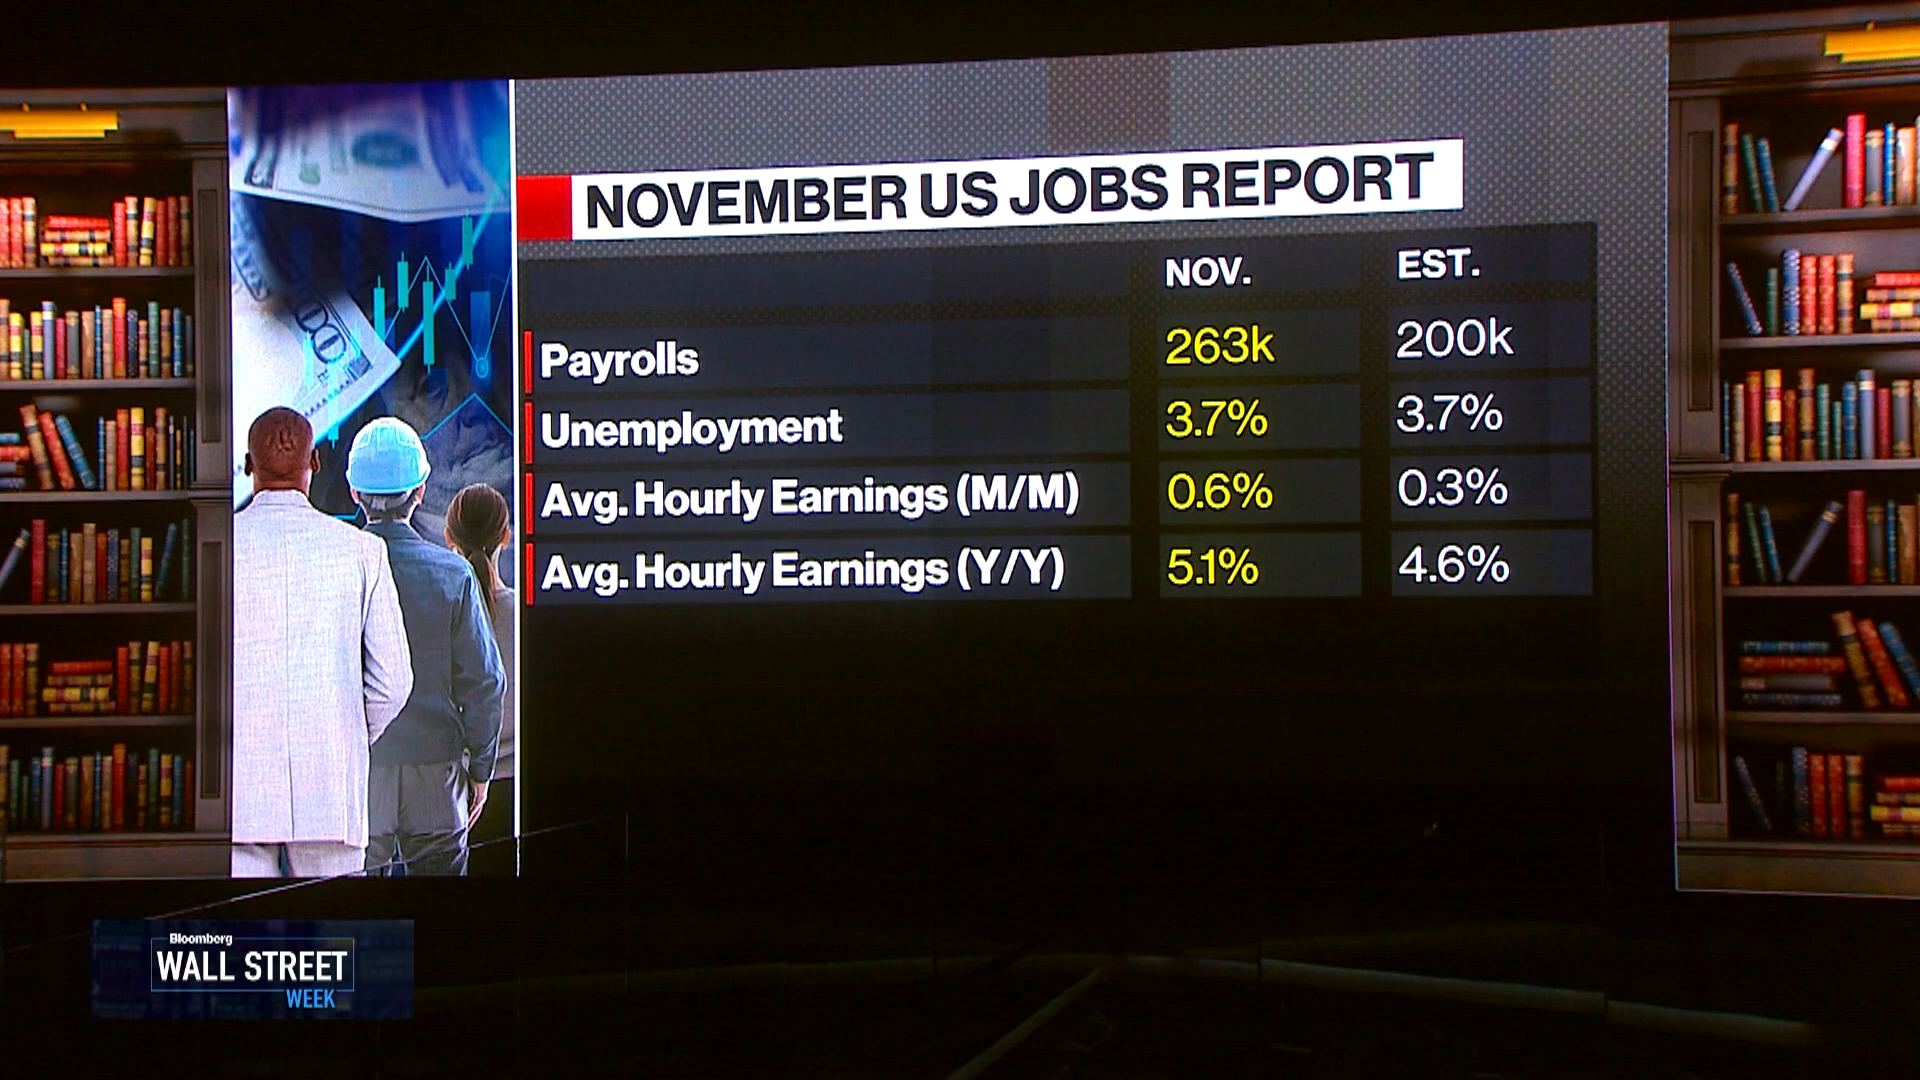 NOVEMBER US JOBS REPORT
NOV. EST.
Payrolls 263k 200k
Unemployment 3.7% 3.7%
Avg. Hourly Earnings (M/M) 0.6% 0.3%
Avg. Hourly Earnings (Y/Y) 5.1% 4.6%
Bloomberg
WALL STREET
WEEK